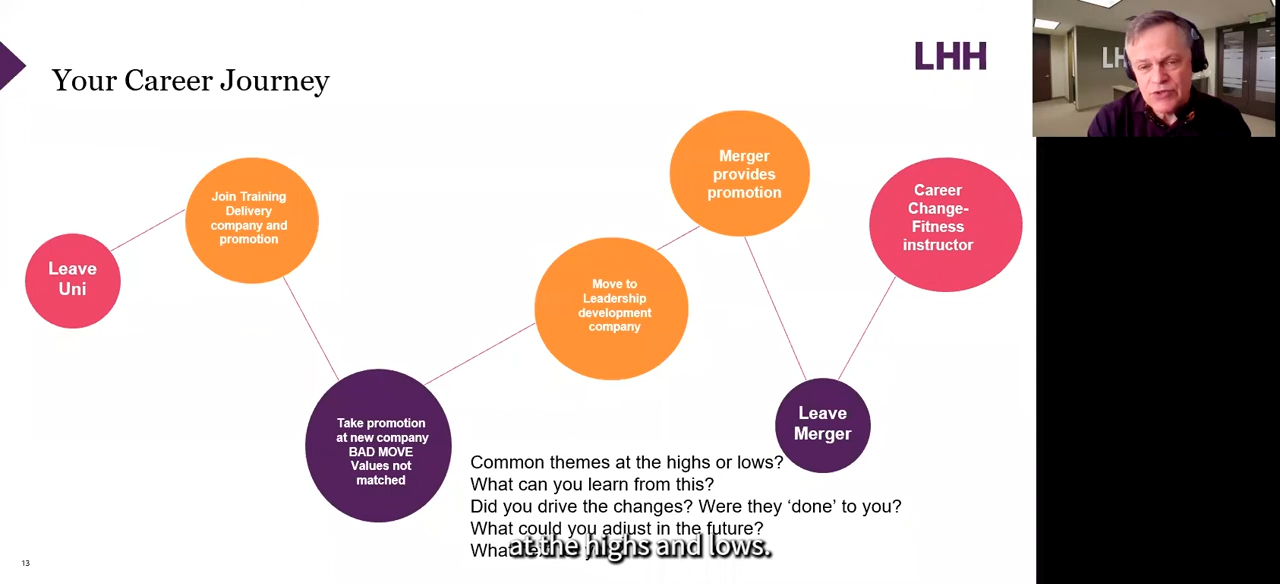 Your Career Journey
LHH
LH
Leave
Uni
Join Training
Delivery
company and
promotion
Take promotion
at new company
BAD MOVE
Values not
matched
Move to
Leadership
development
company
Merger
provides
promotion
Leave
Merger
Career
Change-
Fitness
instructor
Common themes at the highs or lows?
What can you learn from this?
Did you drive the changes? Were they ‘done’ to you?
What could you adjust in the future?
What
at the highs and lows.
13